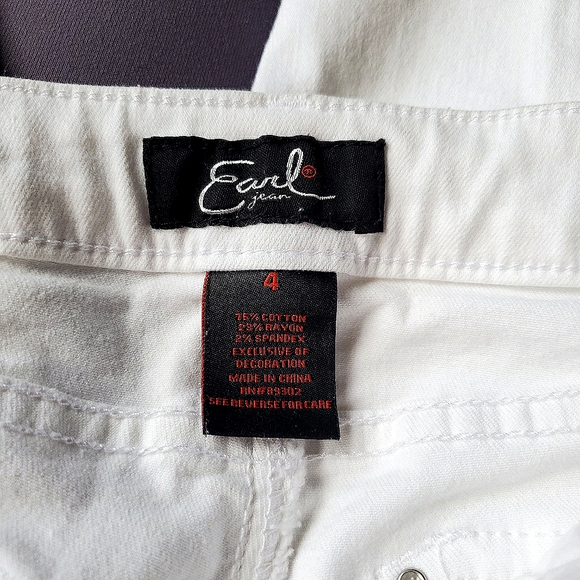 Earl®
jean
4
75% COTTON
23% RAYON
2% SPANDEX
EXCLUSIVE OF
DECORATION
MADE IN CHINA
RN#89302
SEE REVERSE FOR CARE